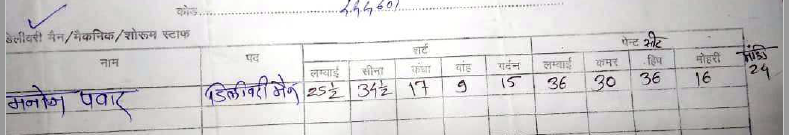 कोड.......... 444601
डेलीवरी मैन/मैकनिक/शोरूम स्टाफ
नाम पद शर्ट पेन्ट सीट
लम्बाई सीना कंधा बांह गर्दन लम्बाई कमर हिप मोहरी मांडी
मनोज पवार डिलीवरी मेन 25½ 34½ 17 9 15 36 30 36 16 24